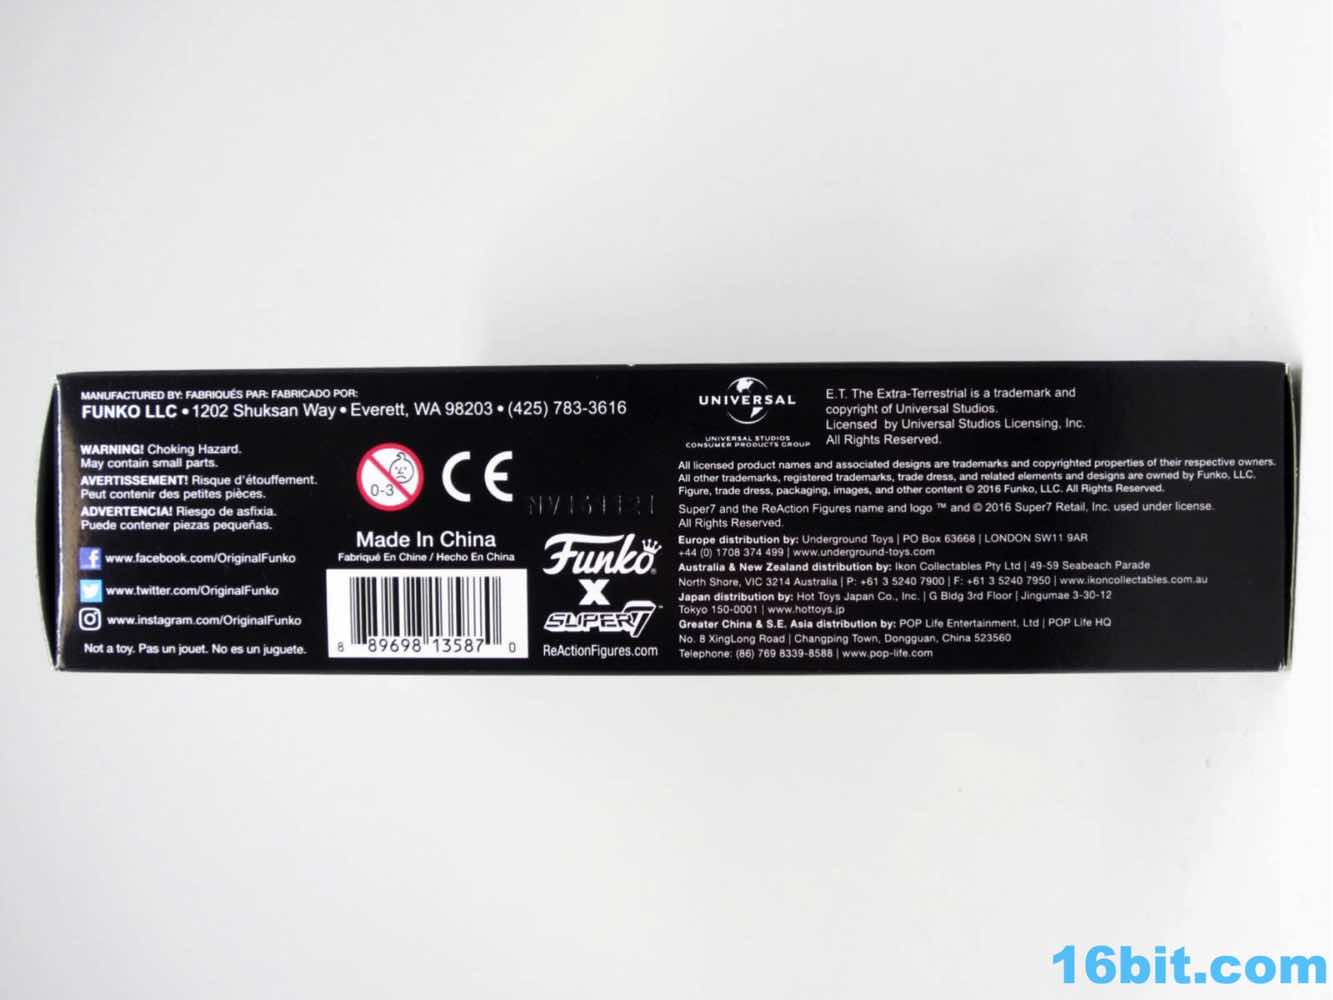 MANUFACTURED BY: FABRIQUÉS PAR: FABRICADO POR:
FUNKO LLC • 1202 Shuksan Way • Everett, WA 98203 • (425) 783-3616
WARNING! Choking Hazard.
May contain small parts.
AVERTISSEMENT! Risque d'étouffement.
Peut contenir des petites pièces.
ADVERTENCIA! Riesgo de asfixia.
Puede contener piezas pequeñas.
www.facebook.com/OriginalFunko
www.twitter.com/OriginalFunko
www.instagram.com/OriginalFunko
Not a toy. Pas un jouet. No es un juguete.
0-3
CE
Made In China
Fabriqué En Chine / Hecho En China
8 89698 13587 0
Funko
X
SUPER7™
ReActionFigures.com
UNIVERSAL
UNIVERSAL STUDIOS
CONSUMER PRODUCTS GROUP
E.T. The Extra-Terrestrial is a trademark and
copyright of Universal Studios.
Licensed by Universal Studios Licensing, Inc.
All Rights Reserved.
All licensed product names and associated designs are trademarks and copyrighted properties of their respective owners.
All other trademarks, registered trademarks, trade dress, and related elements and designs are owned by Funko, LLC.
Figure, trade dress, packaging, images, and other content © 2016 Funko, LLC. All Rights Reserved.
Super7 and the ReAction Figures name and logo ™ and © 2016 Super7 Retail, Inc. used under license.
All Rights Reserved.
Europe distribution by: Underground Toys | PO Box 63668 | LONDON SW11 9AR
+44 (0) 1708 374 499 | www.underground-toys.com
Australia & New Zealand distribution by: Ikon Collectables Pty Ltd | 49-59 Seabeach Parade
North Shore, VIC 3214 Australia | P: +61 3 5240 7900 | F: +61 3 5240 7950 | www.ikoncollectables.com.au
Japan distribution by: Hot Toys Japan Co., Inc. | G Bldg 3rd Floor | Jingumae 3-30-12
Tokyo 150-0001 | www.hottoys.jp
Greater China & S.E. Asia distribution by: POP Life Entertainment, Ltd | POP Life HQ
No. 8 XingLong Road | Changping Town, Dongguan, China 523560
Telephone: (86) 769 8339-8588 | www.pop-life.com
16bit.com